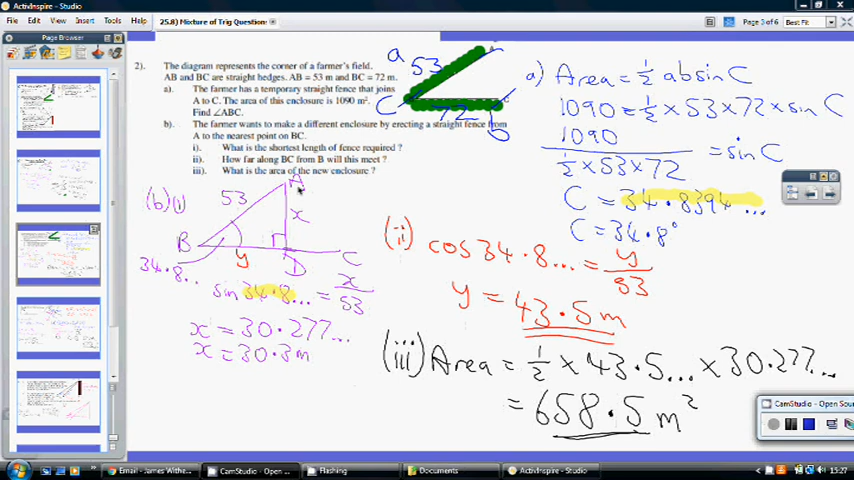 ActivInspire
File Edit View Insert Tools Help
25.8) Mixture of Trig Question
Page 3 of 6
Best Fit
Page Browser
2). The diagram represents the corner of a farmer's field.
AB and BC are straight hedges. AB = 53 m and BC = 72 m.
a). The farmer has a temporary straight fence that joins
A to C. The area of this enclosure is 1090 m².
Find ∠ABC.
b). The farmer wants to make a different enclosure by erecting a straight fence from
A to the nearest point on BC.
i). What is the shortest length of fence required ?
ii). How far along BC from B will this meet ?
iii). What is the area of the new enclosure ?
a
53
C
72
b
a) Area = ½ ab sin C
1090 = ½ × 53 × 72 × sin C
1090 / ½ × 53 × 72 = sin C
C = 34.8394...
C = 34.8°
(b)(i)
53
A
x
B
D
C
y
34.8...
sin 34.8... = x/53
x = 30.277...
x = 30.3m
(ii) cos 34.8... = y/53
y = 43.5m
(iii) Area = ½ × 43.5... × 30.277...
= 658.5 m²
CamStudio - Open
Email - James Withe...
CamStudio - Open So...
Flashing
Documents
ActivInspire - Studio
15:27